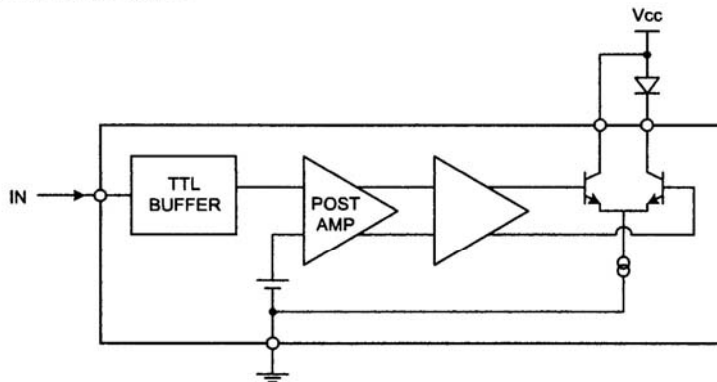 Vcc
IN
TTL
BUFFER
POST
AMP